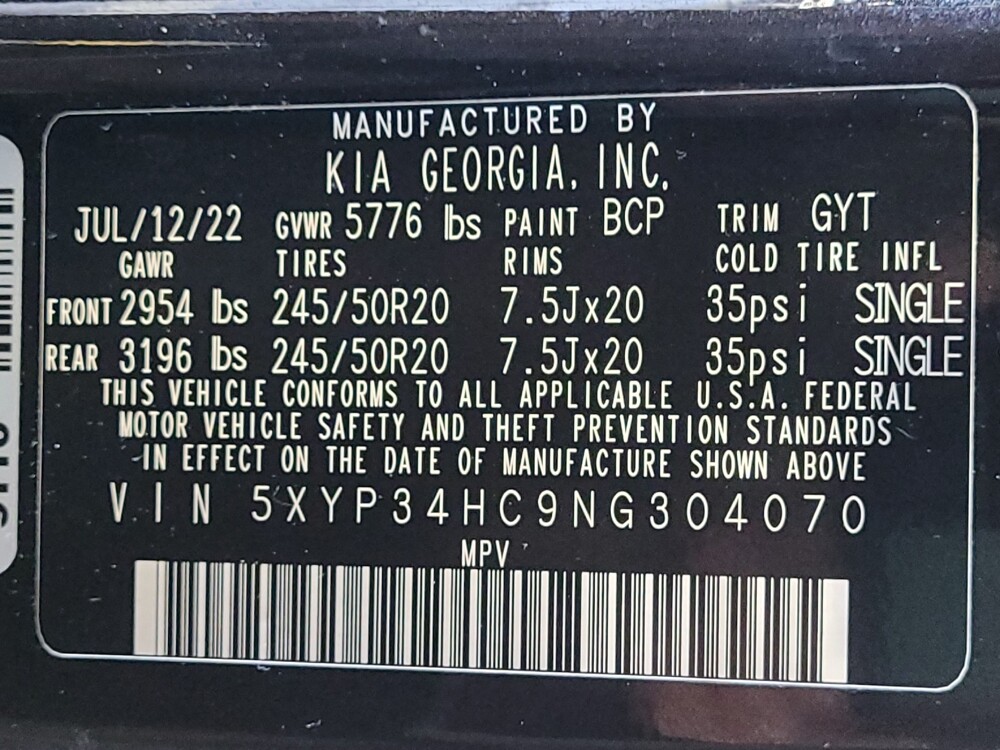 MANUFACTURED BY
KIA GEORGIA, INC.
JUL/12/22 GVWR 5776 lbs PAINT BCP TRIM GYT
GAWR TIRES RIMS COLD TIRE INFL
FRONT 2954 lbs 245/50R20 7.5Jx20 35psi SINGLE
REAR 3196 lbs 245/50R20 7.5Jx20 35psi SINGLE
THIS VEHICLE CONFORMS TO ALL APPLICABLE U.S.A. FEDERAL
MOTOR VEHICLE SAFETY AND THEFT PREVENTION STANDARDS
IN EFFECT ON THE DATE OF MANUFACTURE SHOWN ABOVE
VIN 5XYP34HC9NG304070
MPV